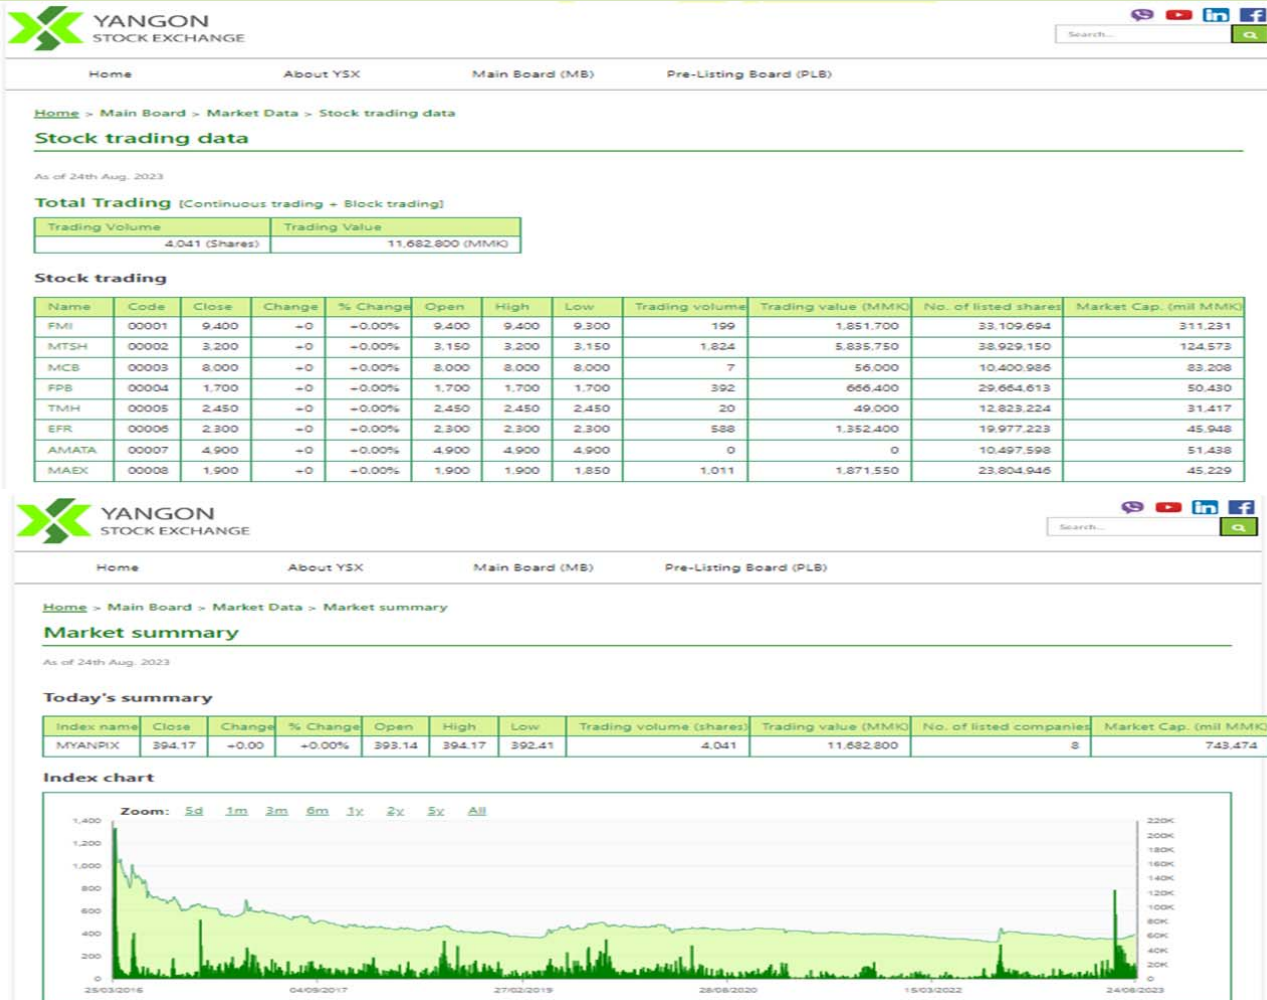 YANGON
STOCK EXCHANGE
Search...
Home About YSX Main Board (MB) Pre-Listing Board (PLB)
Home > Main Board > Market Data > Stock trading data
Stock trading data
As of 24th Aug. 2023
Total Trading [Continuous trading + Block trading]
Trading Volume Trading Value
4,041 (Shares) 11,682,800 (MMK)
Stock trading
Name Code Close Change % Change Open High Low Trading volume Trading value (MMK) No. of listed shares Market Cap. (mil MMK)
FMI 00001 9,400 +0 +0.00% 9,400 9,400 9,300 199 1,851,700 33,109,694 311,231
MTSH 00002 3,200 +0 +0.00% 3,150 3,200 3,150 1,824 5,835,750 38,929,150 124,573
MCB 00003 8,000 +0 +0.00% 8,000 8,000 8,000 7 56,000 10,400,986 83,208
FPB 00004 1,700 +0 +0.00% 1,700 1,700 1,700 392 666,400 29,664,613 50,430
TMH 00005 2,450 +0 +0.00% 2,450 2,450 2,450 20 49,000 12,823,224 31,417
EFR 00006 2,300 +0 +0.00% 2,300 2,300 2,300 588 1,352,400 19,977,223 45,948
AMATA 00007 4,900 +0 +0.00% 4,900 4,900 4,900 0 0 10,497,598 51,438
MAEX 00008 1,900 +0 +0.00% 1,900 1,900 1,850 1,011 1,871,550 23,804,946 45,229
YANGON
STOCK EXCHANGE
Search...
Home About YSX Main Board (MB) Pre-Listing Board (PLB)
Home > Main Board > Market Data > Market summary
Market summary
As of 24th Aug. 2023
Today's summary
Index name Close Change % Change Open High Low Trading volume (shares) Trading value (MMK) No. of listed companies Market Cap. (mil MMK)
MYANPIX 394.17 +0.00 +0.00% 393.14 394.17 392.41 4,041 11,682,800 8 743,474
Index chart
Zoom: 5d 1m 3m 6m 1y 2y 5y All
1,400 220K
200K
1,200 180K
1,000 160K
140K
800 120K
600 100K
80K
400 60K
200 40K
20K
0 0
25/03/2016 04/09/2017 27/02/2019 28/08/2020 15/03/2022 24/08/2023